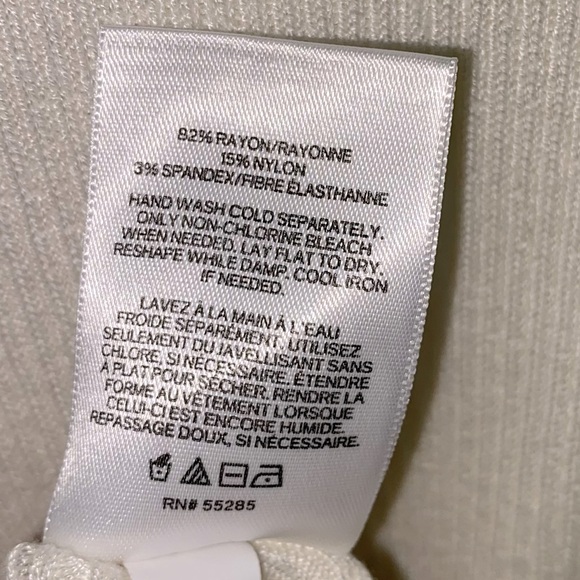 82% RAYON/RAYONNE
15% NYLON
3% SPANDEX/FIBRE ÉLASTHANNE
HAND WASH COLD SEPARATELY.
ONLY NON-CHLORINE BLEACH
WHEN NEEDED. LAY FLAT TO DRY.
RESHAPE WHILE DAMP. COOL IRON
IF NEEDED.
LAVEZ À LA MAIN À L'EAU
FROIDE SÉPARÉMENT. UTILISEZ
SEULEMENT DU JAVELLISANT SANS
CHLORE, SI NÉCESSAIRE. ÉTENDRE
À PLAT POUR SÉCHER. RENDRE LA
FORME AU VÊTEMENT LORSQUE
CELUI-CI EST ENCORE HUMIDE.
REPASSAGE DOUX, SI NÉCESSAIRE.
RN# 55285